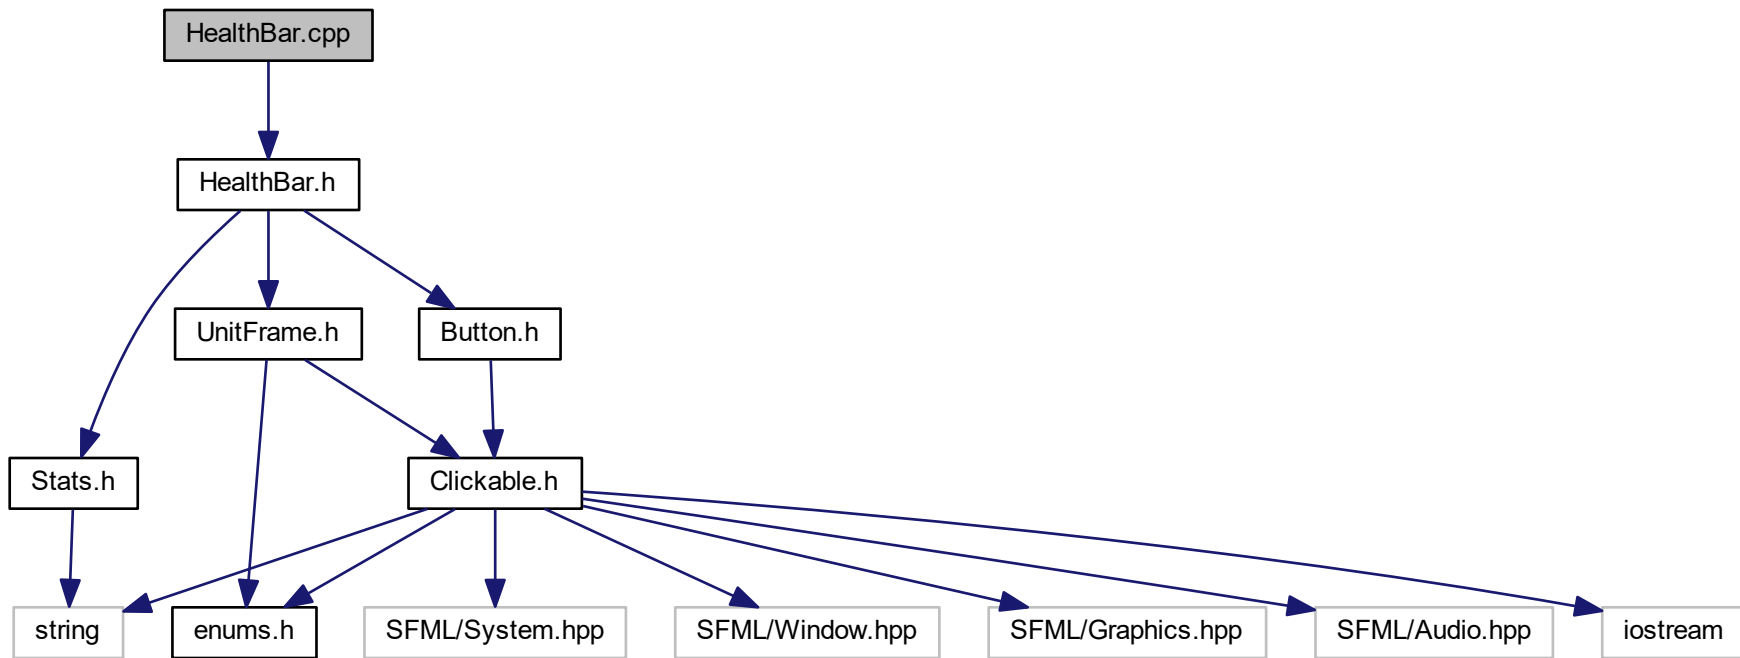 HealthBar.cpp
HealthBar.h
UnitFrame.h
Button.h
Stats.h
Clickable.h
string
enums.h
SFML/System.hpp
SFML/Window.hpp
SFML/Graphics.hpp
SFML/Audio.hpp
iostream